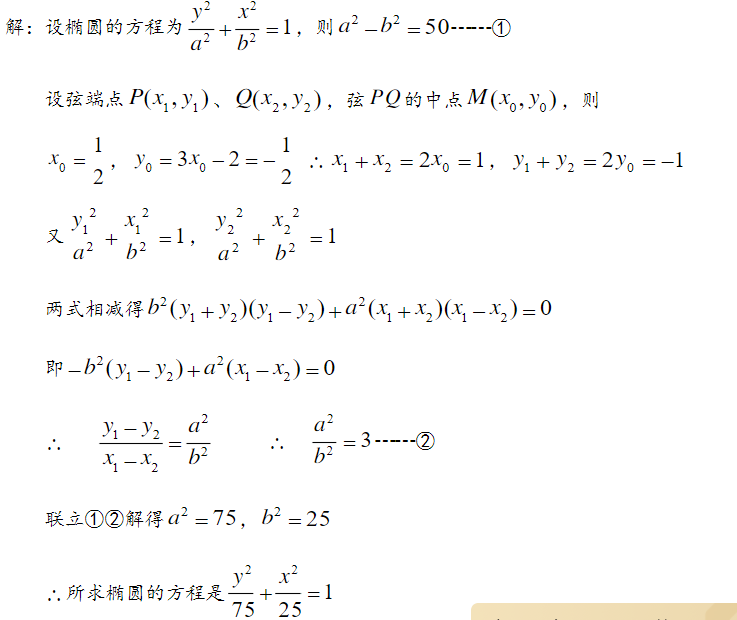 解：设椭圆的方程为 y²/a² + x²/b² = 1，则 a² − b² = 50------①
设弦端点 P(x₁, y₁)、Q(x₂, y₂)，弦 PQ 的中点 M(x₀, y₀)，则
x₀ = 1/2， y₀ = 3x₀ − 2 = − 1/2 ∴ x₁ + x₂ = 2x₀ = 1， y₁ + y₂ = 2y₀ = −1
又 y₁²/a² + x₁²/b² = 1， y₂²/a² + x₂²/b² = 1
两式相减得 b²(y₁ + y₂)(y₁ − y₂) + a²(x₁ + x₂)(x₁ − x₂) = 0
即 −b²(y₁ − y₂) + a²(x₁ − x₂) = 0
∴ (y₁ − y₂)/(x₁ − x₂) = a²/b² ∴ a²/b² = 3------②
联立①②解得 a² = 75， b² = 25
∴所求椭圆的方程是 y²/75 + x²/25 = 1